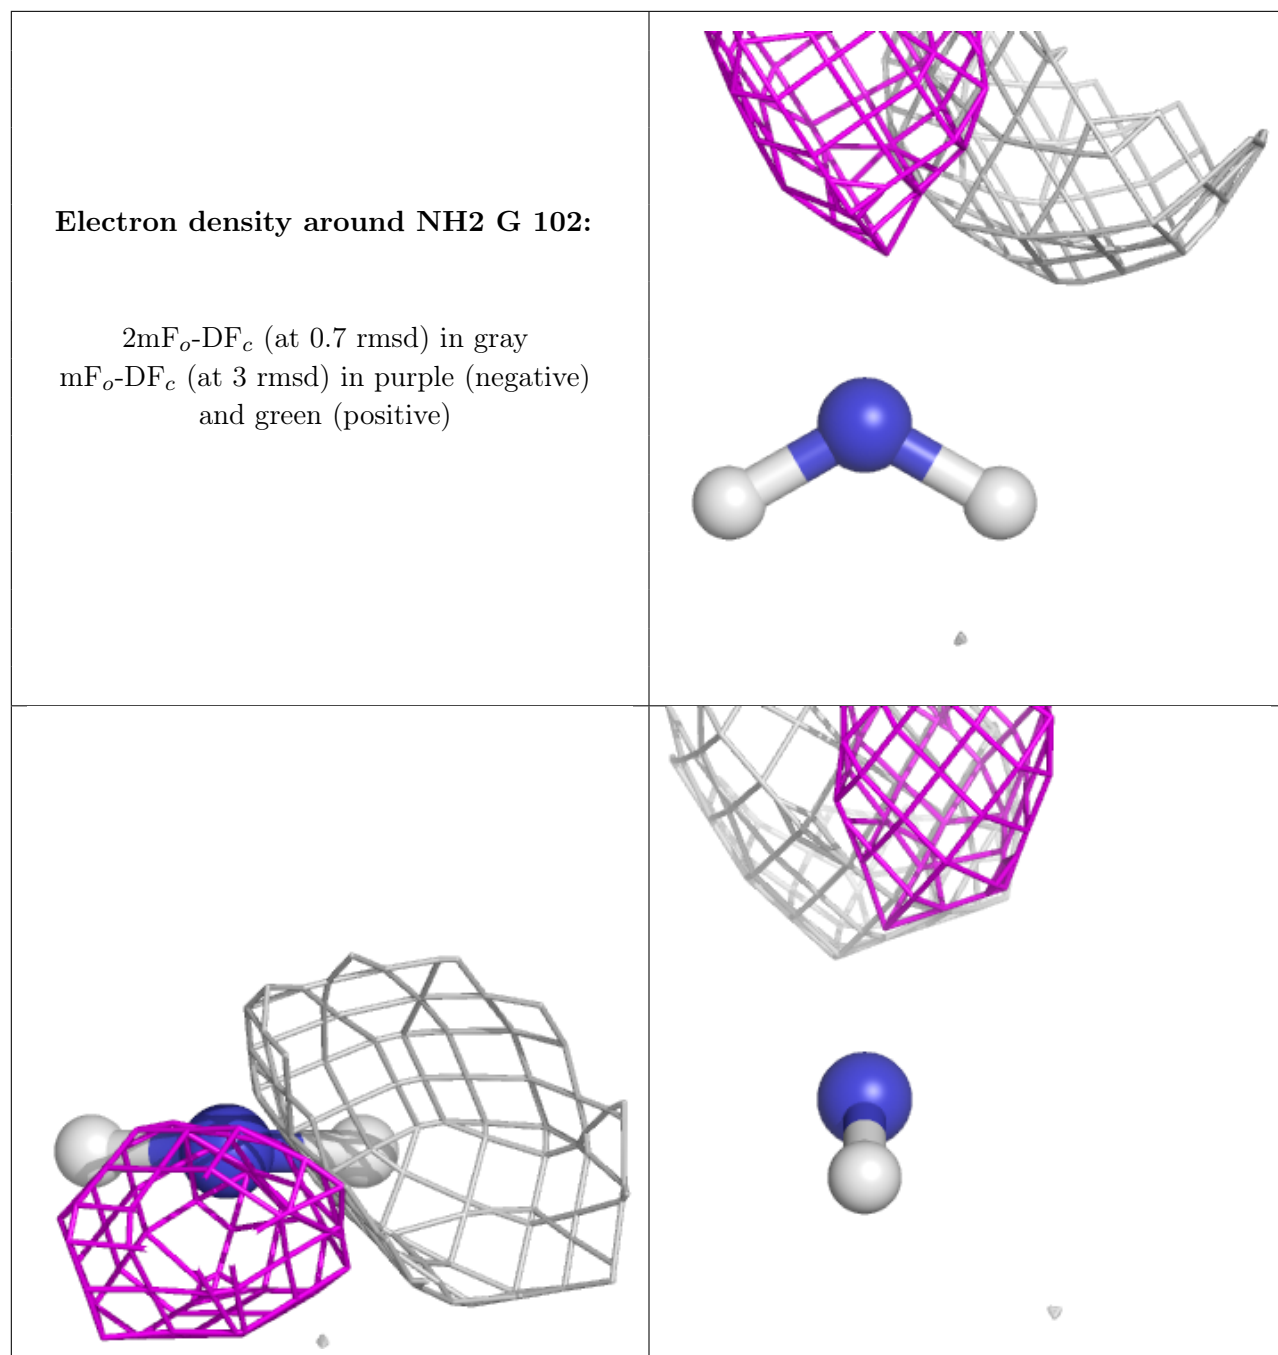 Electron density around NH2 G 102:
2mFₒ-DF𝒸 (at 0.7 rmsd) in gray
mFₒ-DF𝒸 (at 3 rmsd) in purple (negative)
and green (positive)